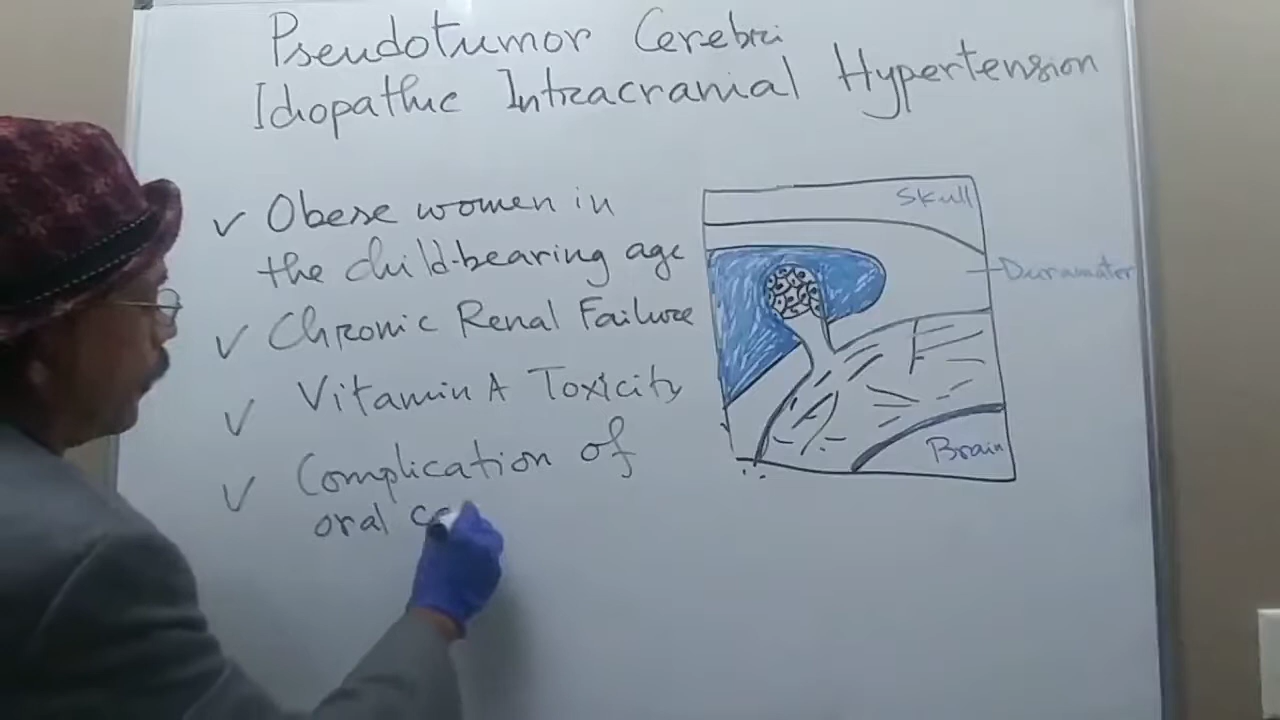 Pseudotumor Cerebri
Idiopathic Intracranial Hypertension
✓ Obese women in
the child-bearing age
✓ Chronic Renal Failure
✓ Vitamin A Toxicity
✓ Complication of
oral co
Skull
Duramater
Brain